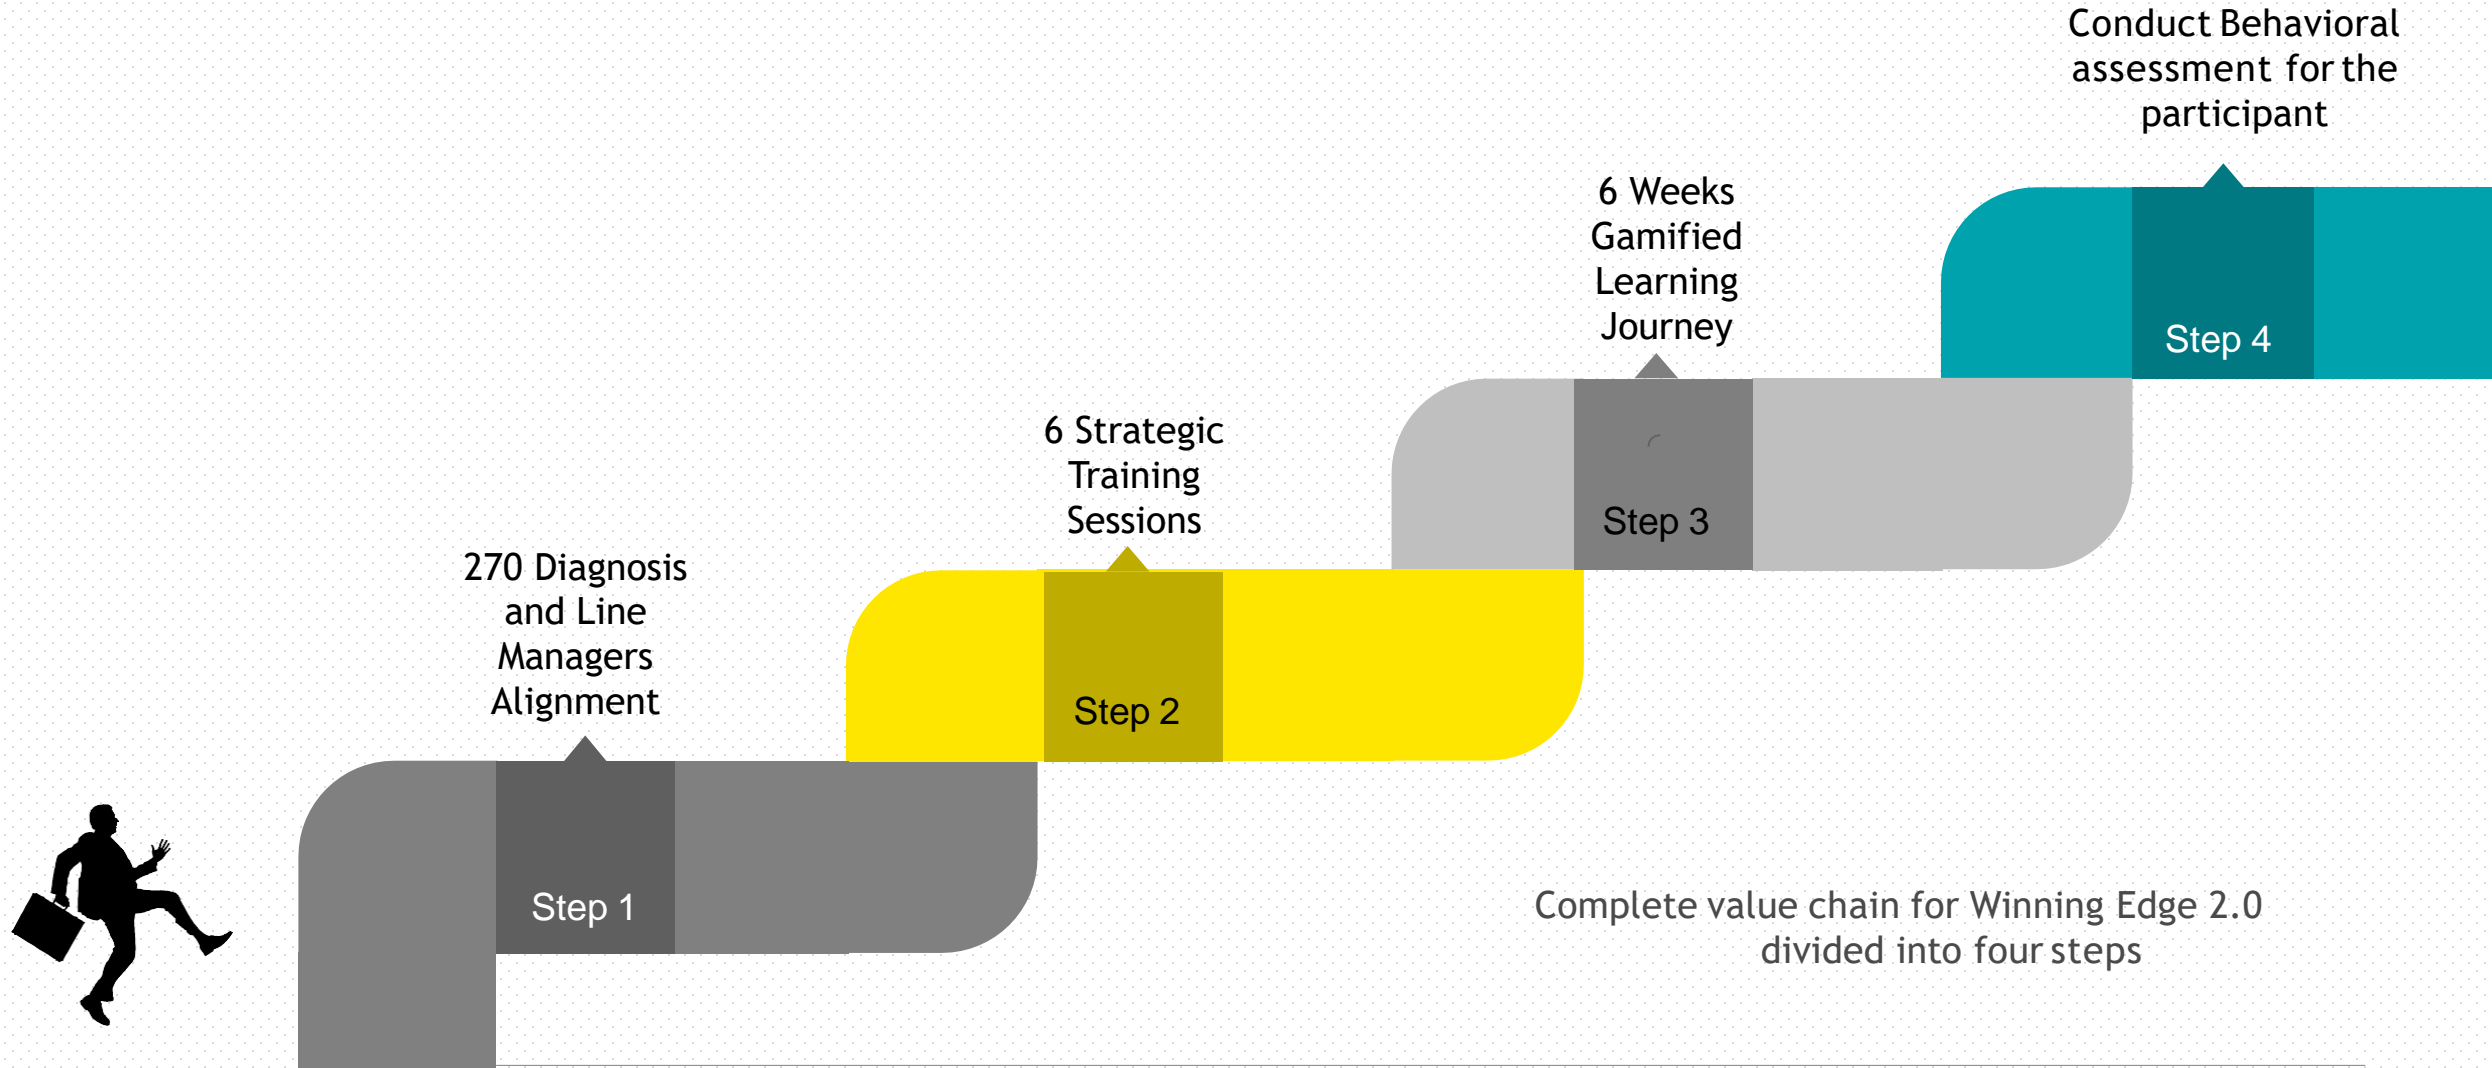 270 Diagnosis
and Line
Managers
Alignment
Step 1
6 Strategic
Training
Sessions
Step 2
6 Weeks
Gamified
Learning
Journey
Step 3
Conduct Behavioral
assessment for the
participant
Step 4
Complete value chain for Winning Edge 2.0
divided into four steps